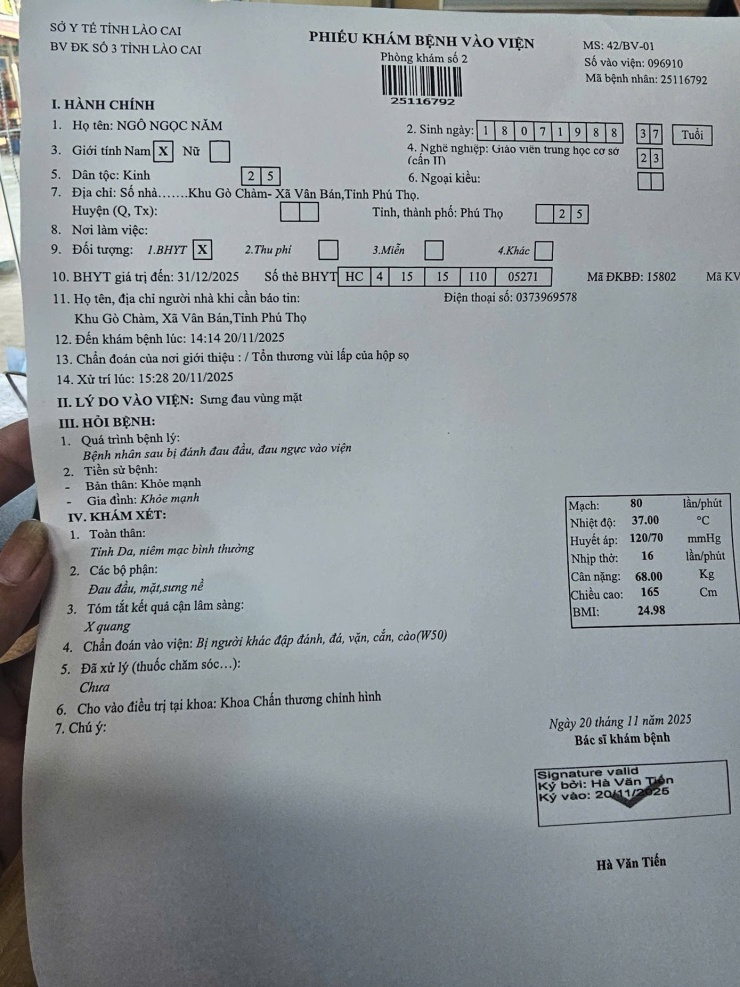 SỞ Y TẾ TỈNH LÀO CAI
BV ĐK SỐ 3 TỈNH LÀO CAI
PHIẾU KHÁM BỆNH VÀO VIỆN
Phòng khám số 2
25116792
MS: 42/BV-01
Số vào viện: 096910
Mã bệnh nhân: 25116792
I. HÀNH CHÍNH
1. Họ tên: NGÔ NGỌC NĂM
2. Sinh ngày: 1 8 0 7 1 9 8 8 3 7 Tuổi
3. Giới tính Nam X Nữ
4. Nghề nghiệp: Giáo viên trung học cơ sở (cấn II) 2 3
5. Dân tộc: Kinh 2 5
6. Ngoại kiều:
7. Địa chỉ: Số nhà.......Khu Gò Chàm- Xã Vân Bán,Tỉnh Phú Thọ.
Huyện (Q, Tx): Tỉnh, thành phố: Phú Thọ 2 5
8. Nơi làm việc:
9. Đối tượng: 1.BHYT X 2.Thu phí 3.Miễn 4.Khác
10. BHYT giá trị đến: 31/12/2025 Số thẻ BHYT HC 4 15 15 110 05271 Mã ĐKBĐ: 15802 Mã KV
11. Họ tên, địa chỉ người nhà khi cần báo tin: Điện thoại số: 0373969578
Khu Gò Chàm, Xã Vân Bán,Tỉnh Phú Thọ
12. Đến khám bệnh lúc: 14:14 20/11/2025
13. Chẩn đoán của nơi giới thiệu : / Tổn thương vùi lấp của hộp sọ
14. Xử trí lúc: 15:28 20/11/2025
II. LÝ DO VÀO VIỆN: Sưng đau vùng mặt
III. HỎI BỆNH:
1. Quá trình bệnh lý:
Bệnh nhân sau bị đánh đau đầu, đau ngực vào viện
2. Tiền sử bệnh:
- Bản thân: Khỏe mạnh
- Gia đình: Khỏe mạnh
IV. KHÁM XÉT:
1. Toàn thân:
Tỉnh Da, niêm mạc bình thường
2. Các bộ phận:
Đau đầu, mặt,sưng nề
3. Tóm tắt kết quả cận lâm sàng:
X quang
4. Chẩn đoán vào viện: Bị người khác đập đánh, đá, vặn, cắn, cào(W50)
5. Đã xử lý (thuốc chăm sóc...):
Chưa
6. Cho vào điều trị tại khoa: Khoa Chấn thương chỉnh hình
7. Chú ý:
Mạch: 80 lần/phút
Nhiệt độ: 37.00 °C
Huyết áp: 120/70 mmHg
Nhịp thở: 16 lần/phút
Cân nặng: 68.00 Kg
Chiều cao: 165 Cm
BMI: 24.98
Ngày 20 tháng 11 năm 2025
Bác sĩ khám bệnh
Signature valid
Ký bởi: Hà Văn Tiến
Ký vào: 20/11/2025
Hà Văn Tiến